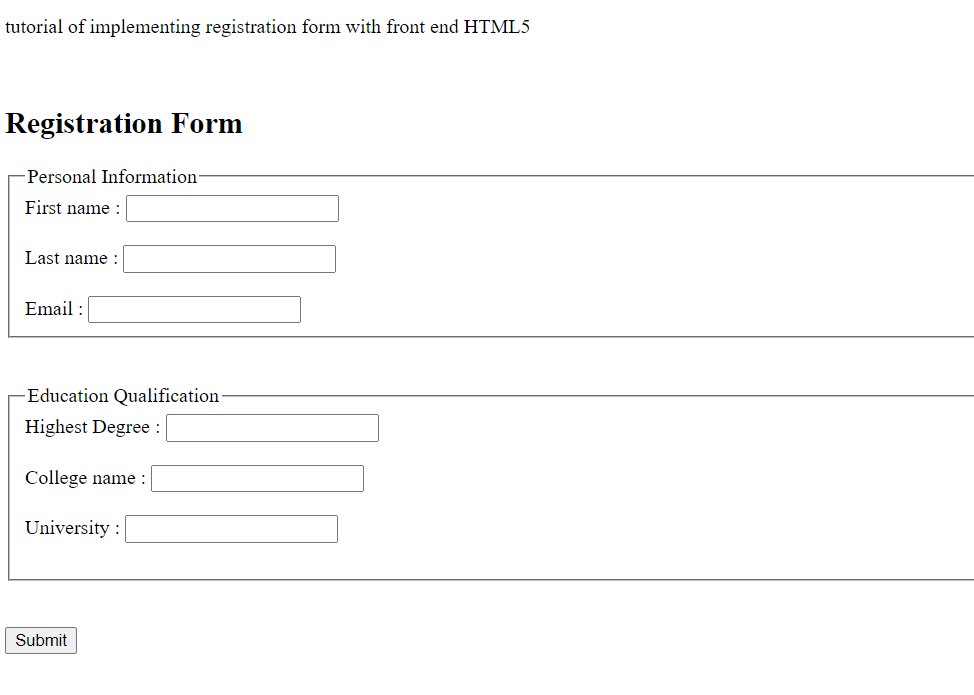 tutorial of implementing registration form with front end HTML5
Registration Form
Personal Information
First name :
Last name :
Email :
Education Qualification
Highest Degree :
College name :
University :
Submit